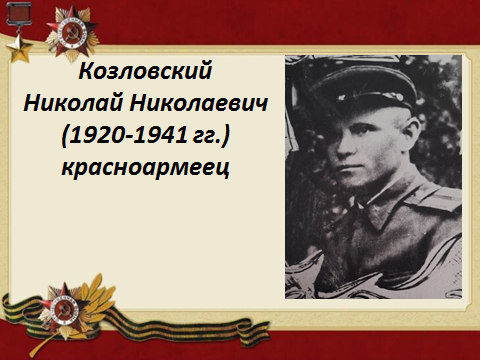 Козловский
Николай Николаевич
(1920-1941 гг.)
красноармеец